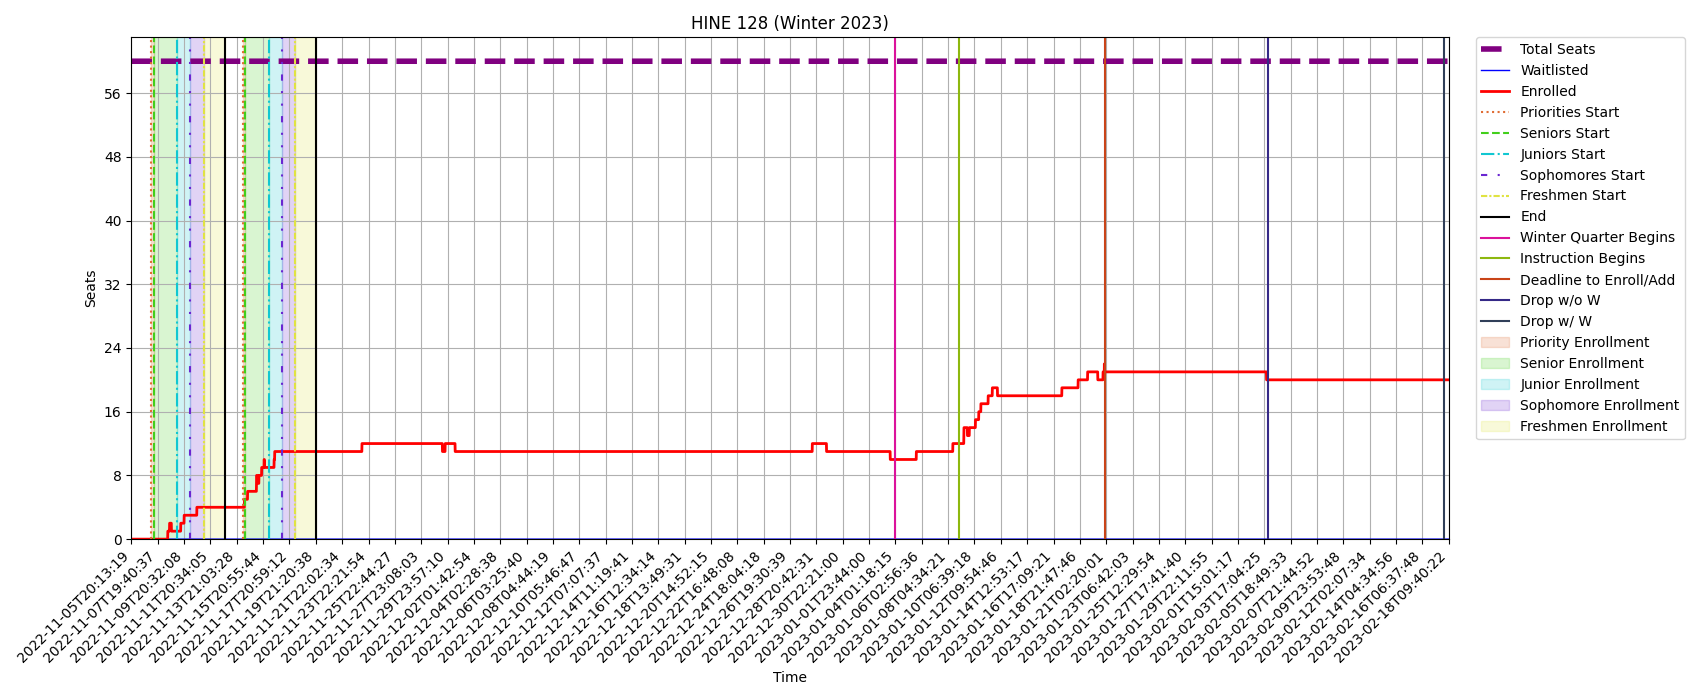 HINE 128 (Winter 2023)
Seats
56
48
40
32
24
16
8
0
2022-11-05T20:13:19
2022-11-07T19:40:37
2022-11-09T20:32:08
2022-11-11T20:34:05
2022-11-13T21:03:28
2022-11-15T20:55:44
2022-11-17T20:59:12
2022-11-19T21:20:38
2022-11-21T22:02:34
2022-11-23T22:21:54
2022-11-25T22:44:27
2022-11-27T23:08:03
2022-11-29T23:57:10
2022-12-02T01:42:54
2022-12-04T02:28:38
2022-12-06T03:25:40
2022-12-08T04:44:19
2022-12-10T05:46:47
2022-12-12T07:07:37
2022-12-14T11:19:41
2022-12-16T12:34:14
2022-12-18T13:49:31
2022-12-20T14:52:15
2022-12-22T16:48:09
2022-12-24T18:04:18
2022-12-26T19:30:39
2022-12-28T20:42:31
2022-12-30T22:21:00
2023-01-01T23:44:00
2023-01-04T01:18:15
2023-01-06T02:56:36
2023-01-08T04:34:21
2023-01-10T06:39:18
2023-01-12T09:54:46
2023-01-14T12:53:17
2023-01-16T17:09:21
2023-01-18T21:47:46
2023-01-21T02:20:01
2023-01-23T06:42:03
2023-01-25T12:29:54
2023-01-27T17:41:40
2023-01-29T22:11:55
2023-02-01T15:01:17
2023-02-03T17:04:25
2023-02-05T18:49:33
2023-02-07T21:44:52
2023-02-09T23:53:48
2023-02-12T02:07:34
2023-02-14T04:34:56
2023-02-16T06:37:48
2023-02-18T09:40:22
Time
Total Seats
Waitlisted
Enrolled
Priorities Start
Seniors Start
Juniors Start
Sophomores Start
Freshmen Start
End
Winter Quarter Begins
Instruction Begins
Deadline to Enroll/Add
Drop w/o W
Drop w/ W
Priority Enrollment
Senior Enrollment
Junior Enrollment
Sophomore Enrollment
Freshmen Enrollment